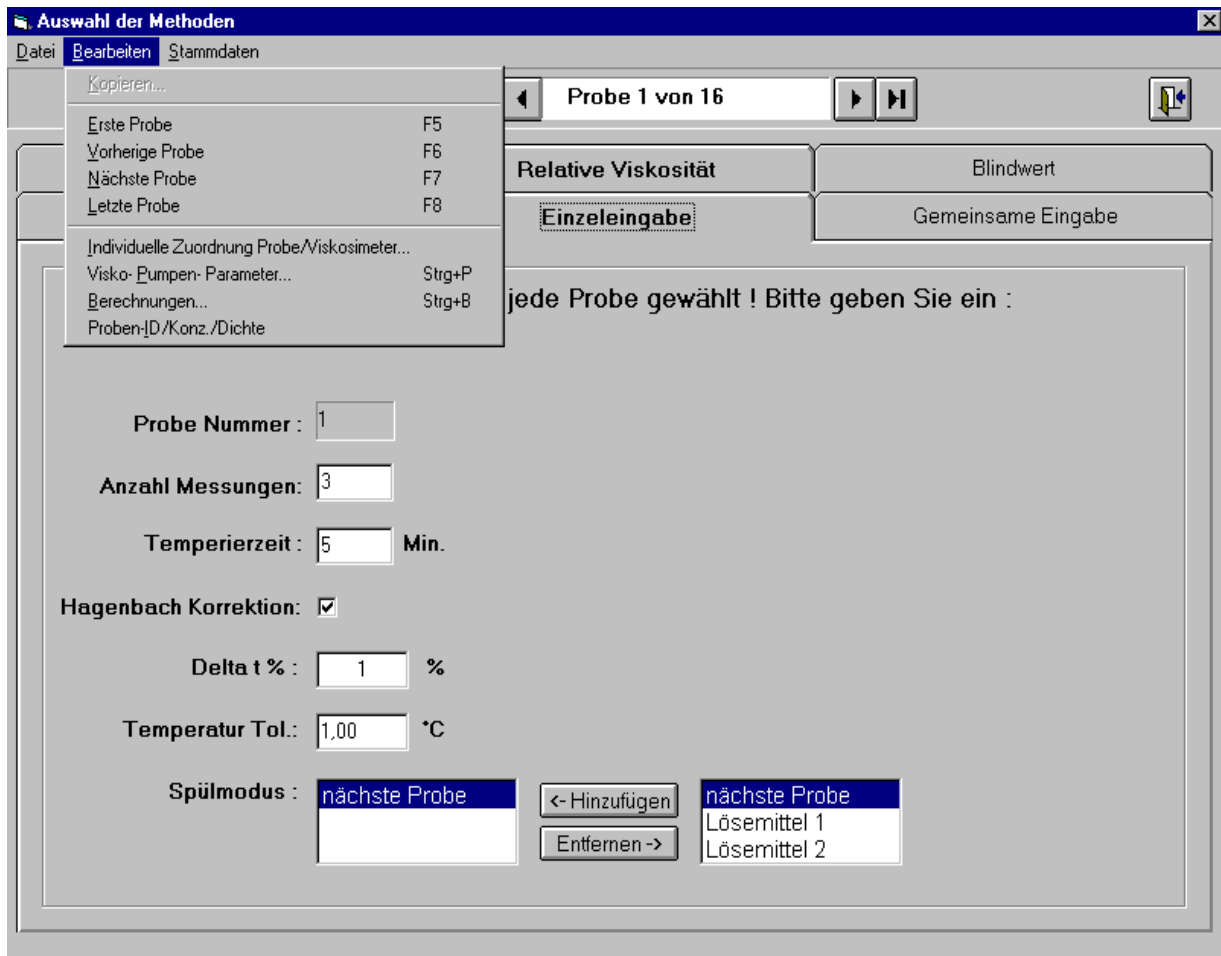 Auswahl der Methoden
Datei Bearbeiten Stammdaten
Kopieren...
Probe 1 von 16
Erste Probe F5
Vorherige Probe F6
Nächste Probe F7
Letzte Probe F8
Individuelle Zuordnung Probe/Viskosimeter...
Visko- Pumpen- Parameter... Strg+P
Berechnungen... Strg+B
Proben-ID/Konz./Dichte
Relative Viskosität Blindwert
Einzeleingabe Gemeinsame Eingabe
jede Probe gewählt ! Bitte geben Sie ein :
Probe Nummer : 1
Anzahl Messungen: 3
Temperierzeit : 5 Min.
Hagenbach Korrektion:
Delta t % : 1 %
Temperatur Tol.: 1,00 °C
Spülmodus : nächste Probe <- Hinzufügen nächste Probe
Lösemittel 1
Entfernen -> Lösemittel 2